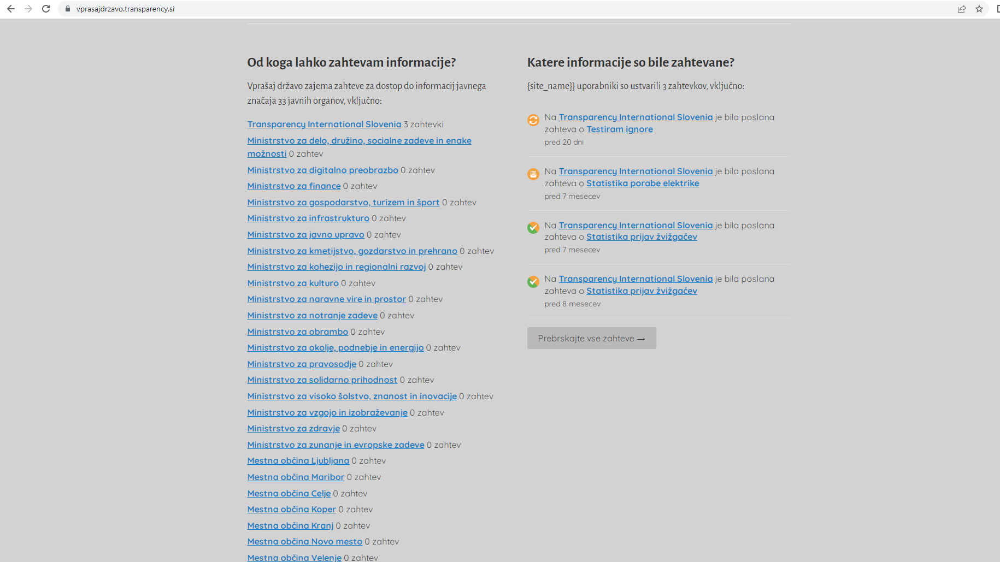 vprasajdrzavo.transparency.si
Od koga lahko zahtevam informacije?
Vprašaj državo zajema zahteve za dostop do informacij javnega
značaja 33 javnih organov, vključno:
Transparency International Slovenia 3 zahtevki
Ministrstvo za delo, družino, socialne zadeve in enake
možnosti 0 zahtev
Ministrstvo za digitalno preobrazbo 0 zahtev
Ministrstvo za finance 0 zahtev
Ministrstvo za gospodarstvo, turizem in šport 0 zahtev
Ministrstvo za infrastrukturo 0 zahtev
Ministrstvo za javno upravo 0 zahtev
Ministrstvo za kmetijstvo, gozdarstvo in prehrano 0 zahtev
Ministrstvo za kohezijo in regionalni razvoj 0 zahtev
Ministrstvo za kulturo 0 zahtev
Ministrstvo za naravne vire in prostor 0 zahtev
Ministrstvo za notranje zadeve 0 zahtev
Ministrstvo za obrambo 0 zahtev
Ministrstvo za okolje, podnebje in energijo 0 zahtev
Ministrstvo za pravosodje 0 zahtev
Ministrstvo za solidarno prihodnost 0 zahtev
Ministrstvo za visoko šolstvo, znanost in inovacije 0 zahtev
Ministrstvo za vzgojo in izobraževanje 0 zahtev
Ministrstvo za zdravje 0 zahtev
Ministrstvo za zunanje in evropske zadeve 0 zahtev
Mestna občina Ljubljana 0 zahtev
Mestna občina Maribor 0 zahtev
Mestna občina Celje 0 zahtev
Mestna občina Koper 0 zahtev
Mestna občina Kranj 0 zahtev
Mestna občina Novo mesto 0 zahtev
Mestna občina Velenje 0 zahtev
Katere informacije so bile zahtevane?
{site_name}} uporabniki so ustvarili 3 zahtevkov, vključno:
Na Transparency International Slovenia je bila poslana
zahteva o Testiram ignore
pred 20 dni
Na Transparency International Slovenia je bila poslana
zahteva o Statistika porabe elektrike
pred 7 mesecev
Na Transparency International Slovenia je bila poslana
zahteva o Statistika prijav žvižgačev
pred 7 mesecev
Na Transparency International Slovenia je bila poslana
zahteva o Statistika prijav žvižgačev
pred 8 mesecev
Prebrskajte vse zahteve →